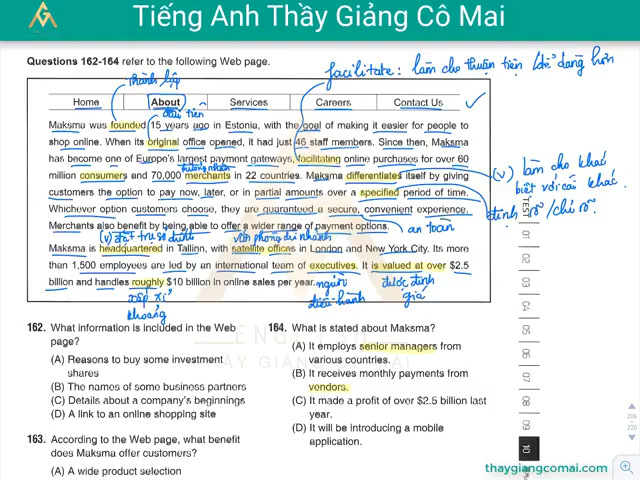 Tiếng Anh Thầy Giảng Cô Mai
Questions 162-164 refer to the following Web page.
facilitate: làm cho thuận tiện / dễ dàng hơn
thành lập
Home About Services Careers Contact Us
đầu tiên
Maksma was founded 15 years ago in Estonia, with the goal of making it easier for people to
shop online. When its original office opened, it had just 46 staff members. Since then, Maksma
has become one of Europe's largest payment gateways, facilitating online purchases for over 60
million consumers and 70,000 merchants in 22 countries. Maksma differentiates itself by giving
customers the option to pay now, later, or in partial amounts over a specified period of time.
Whichever option customers choose, they are guaranteed a secure, convenient experience.
Merchants also benefit by being able to offer a wider range of payment options.
(v) làm cho khác
biệt với cái khác
định rõ / chỉ rõ
an toàn
(v) đặt trụ sở dưới
văn phòng chi nhánh
Maksma is headquartered in Tallinn, with satellite offices in London and New York City. Its more
than 1,500 employees are led by an international team of executives. It is valued at over $2.5
billion and handles roughly $10 billion in online sales per year.
xấp xỉ
khoảng
người
điều hành
được định
giá
162. What information is included in the Web
page?
(A) Reasons to buy some investment
shares
(B) The names of some business partners
(C) Details about a company's beginnings
(D) A link to an online shopping site
163. According to the Web page, what benefit
does Maksma offer customers?
(A) A wide product selection
164. What is stated about Maksma?
(A) It employs senior managers from
various countries.
(B) It receives monthly payments from
vendors.
(C) It made a profit of over $2.5 billion last
year.
(D) It will be introducing a mobile
application.
TEST
01
02
03
04
05
06
07
08
09
10
206
220
thaygiangcomai.com